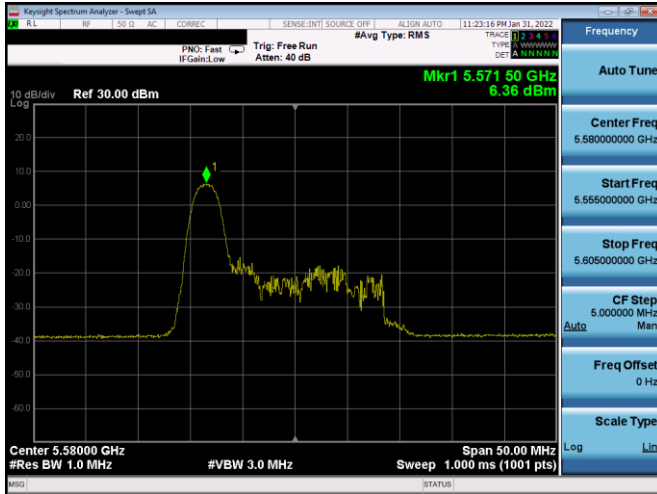 Keysight Spectrum Analyzer - Swept SA
LXI RL RF 50 Ω AC CORREC SENSE:INT SOURCE OFF ALIGN AUTO 11:23:16 PM Jan 31, 2022
#Avg Type: RMS TRACE 1 2 3 4 5 6
PNO: Fast Trig: Free Run TYPE A WWWWW
IFGain:Low Atten: 40 dB DET A N N N N N
Mkr1 5.571 50 GHz
6.36 dBm
10 dB/div Ref 30.00 dBm
Log
20.0
1
10.0
0.00
-10.0
-20.0
-30.0
-40.0
-50.0
-60.0
Center 5.58000 GHz Span 50.00 MHz
#Res BW 1.0 MHz #VBW 3.0 MHz Sweep 1.000 ms (1001 pts)
MSG STATUS
Frequency
Auto Tune
Center Freq
5.580000000 GHz
Start Freq
5.555000000 GHz
Stop Freq
5.605000000 GHz
CF Step
5.000000 MHz
Auto Man
Freq Offset
0 Hz
Scale Type
Log Lin